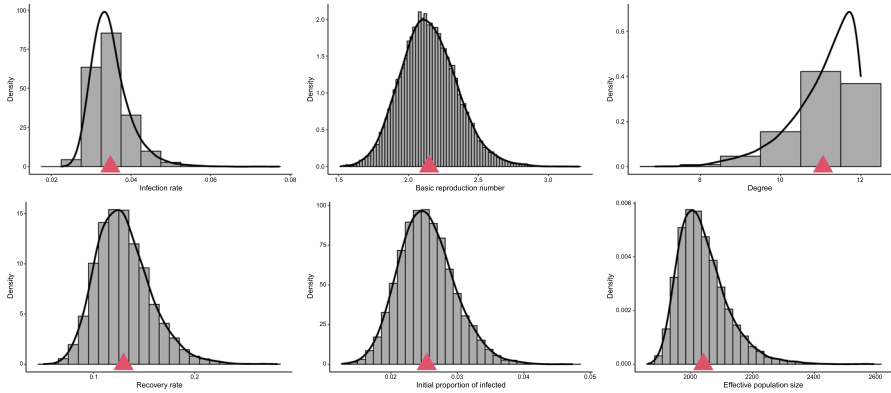 100
75
50
25
0
Density
0.02 0.04 0.06 0.08
Infection rate
2.0
1.5
1.0
0.5
0.0
Density
1.5 2.0 2.5 3.0
Basic reproduction number
0.6
0.4
0.2
0.0
Density
8 10 12
Degree
15
10
5
0
Density
0.1 0.2
Recovery rate
100
75
50
25
0
Density
0.02 0.03 0.04 0.05
Initial proportion of infected
0.006
0.004
0.002
0.000
Density
2000 2200 2400 2600
Effective population size